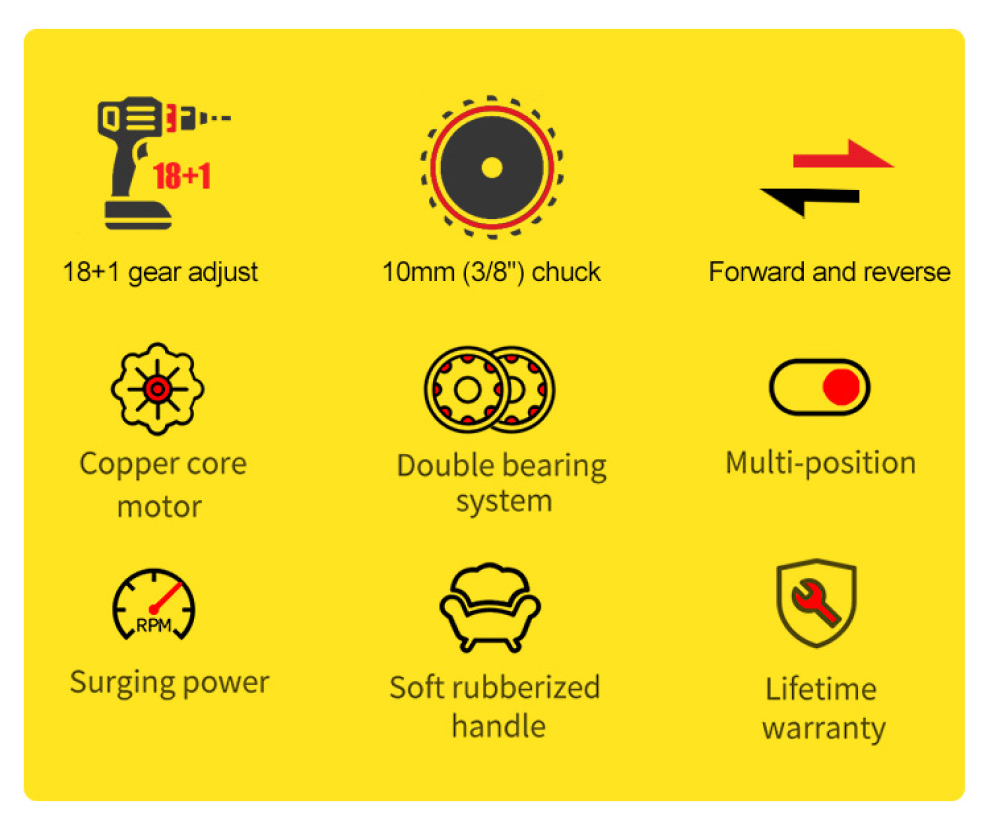 18+1
18+1 gear adjust
10mm (3/8") chuck
Forward and reverse
Copper core
motor
Double bearing
system
Multi-position
RPM
Surging power
Soft rubberized
handle
Lifetime
warranty